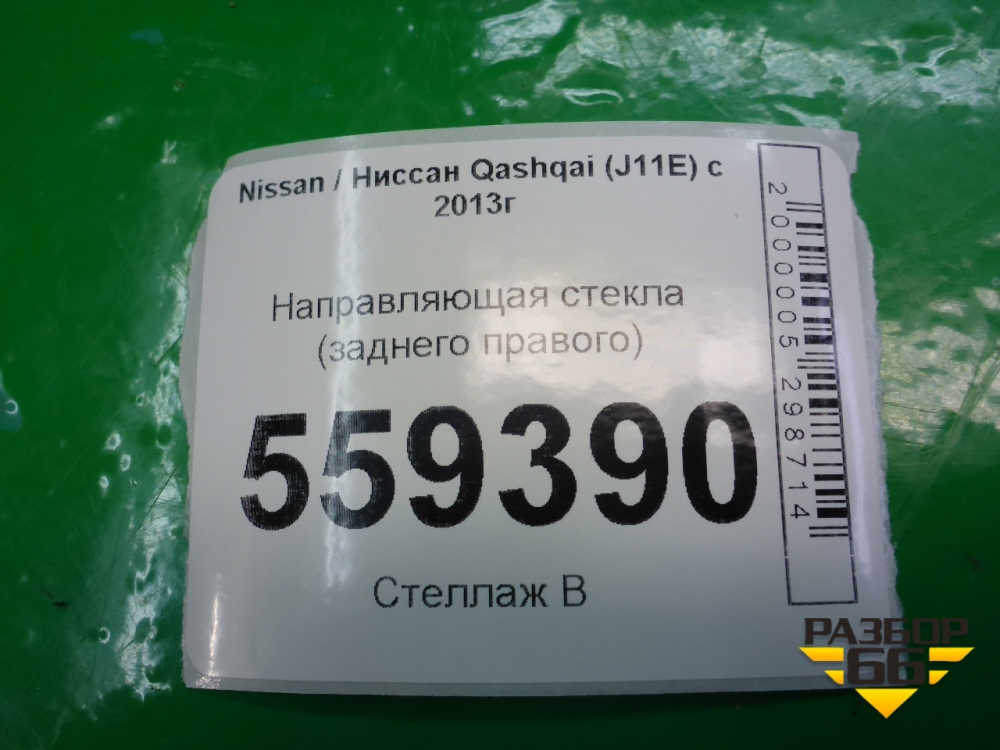 Nissan / Ниссан Qashqai (J11E) с
2013г
Направляющая стекла
(заднего правого)
559390
Стеллаж В
2000005298714
РАЗБОР
66